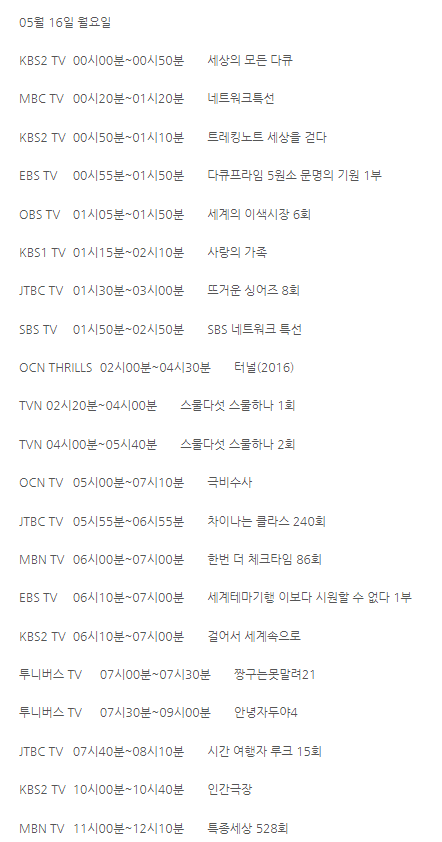 05월 16일 월요일
KBS2 TV 00시00분~00시50분 세상의 모든 다큐
MBC TV 00시20분~01시20분 네트워크특선
KBS2 TV 00시50분~01시10분 트레킹노트 세상을 걷다
EBS TV 00시55분~01시50분 다큐프라임 5원소 문명의 기원 1부
OBS TV 01시05분~01시50분 세계의 이색시장 6회
KBS1 TV 01시15분~02시10분 사랑의 가족
JTBC TV 01시30분~03시00분 뜨거운 싱어즈 8회
SBS TV 01시50분~02시50분 SBS 네트워크 특선
OCN THRILLS 02시00분~04시30분 터널(2016)
TVN 02시20분~04시00분 스물다섯 스물하나 1회
TVN 04시00분~05시40분 스물다섯 스물하나 2회
OCN TV 05시00분~07시10분 극비수사
JTBC TV 05시55분~06시55분 차이나는 클라스 240회
MBN TV 06시00분~07시00분 한번 더 체크타임 86회
EBS TV 06시10분~07시00분 세계테마기행 이보다 시원할 수 없다 1부
KBS2 TV 06시10분~07시00분 걸어서 세계속으로
투니버스 TV 07시00분~07시30분 짱구는못말려21
투니버스 TV 07시30분~09시00분 안녕자두야4
JTBC TV 07시40분~08시10분 시간 여행자 루크 15회
KBS2 TV 10시00분~10시40분 인간극장
MBN TV 11시00분~12시10분 특종세상 528회